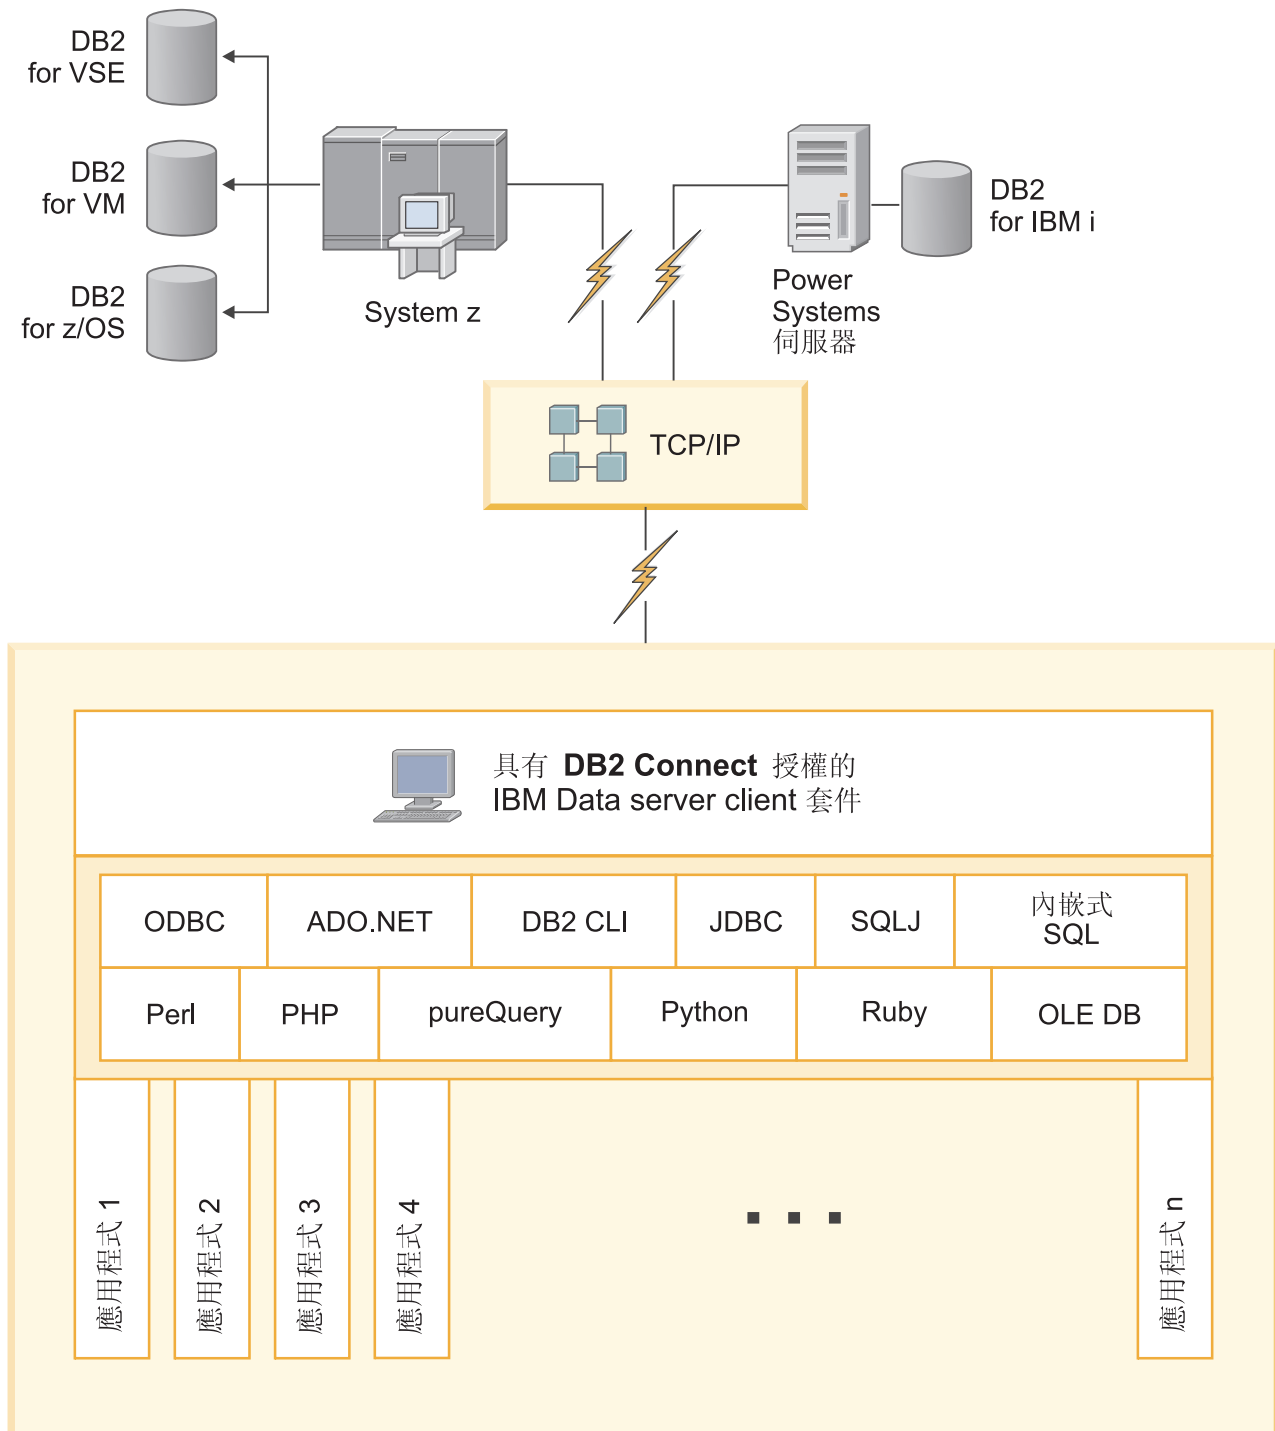 DB2
for VSE
DB2
for VM
DB2
for z/OS
System z
Power
Systems
伺服器
DB2
for IBM i
TCP/IP
具有 DB2 Connect 授權的
IBM Data server client 套件
ODBC
ADO.NET
DB2 CLI
JDBC
SQLJ
內嵌式
SQL
Perl
PHP
pureQuery
Python
Ruby
OLE DB
應用程式 1
應用程式 2
應用程式 3
應用程式 4
應用程式 n